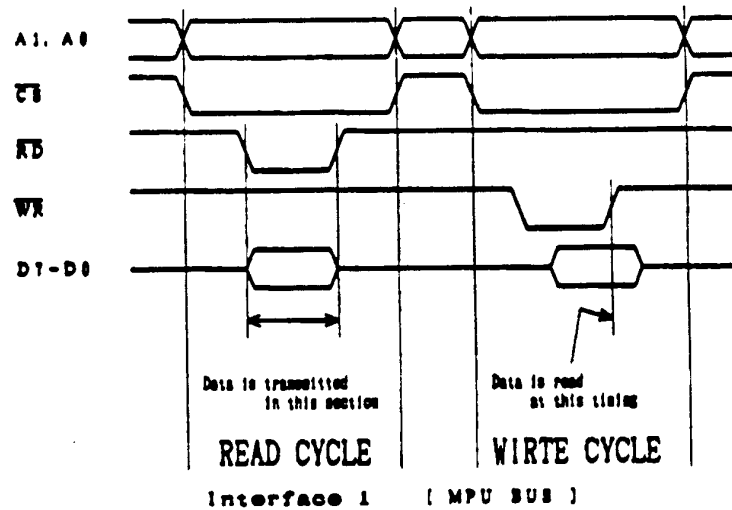 A1, A0
CS
RD
WR
D7-D0
Data is transmitted
in this section
Data is read
at this timing
READ CYCLE
WIRTE CYCLE
Interface 1 [ MPU BUS ]